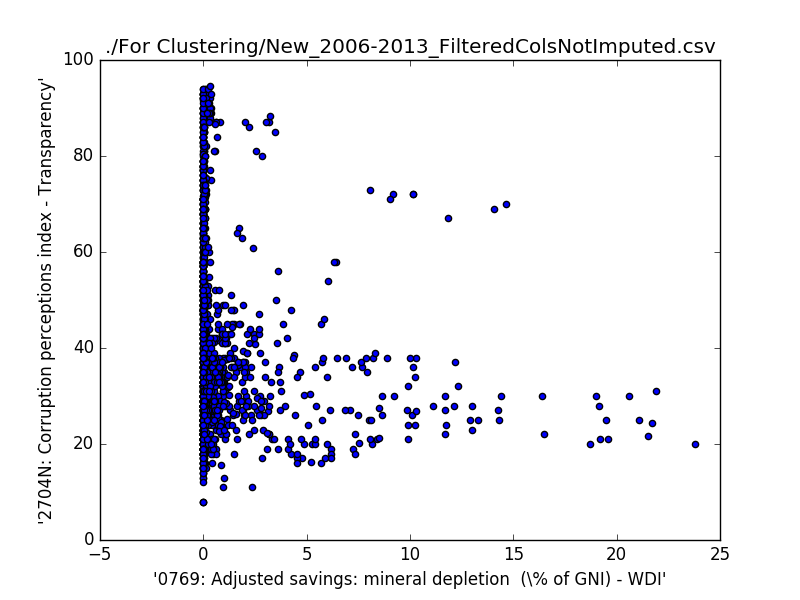 ./For Clustering/New_2006-2013_FilteredColsNotImputed.csv
100
80
60
40
20
0
'2704N: Corruption perceptions index - Transparency'
−5 0 5 10 15 20 25
'0769: Adjusted savings: mineral depletion  (\% of GNI) - WDI'